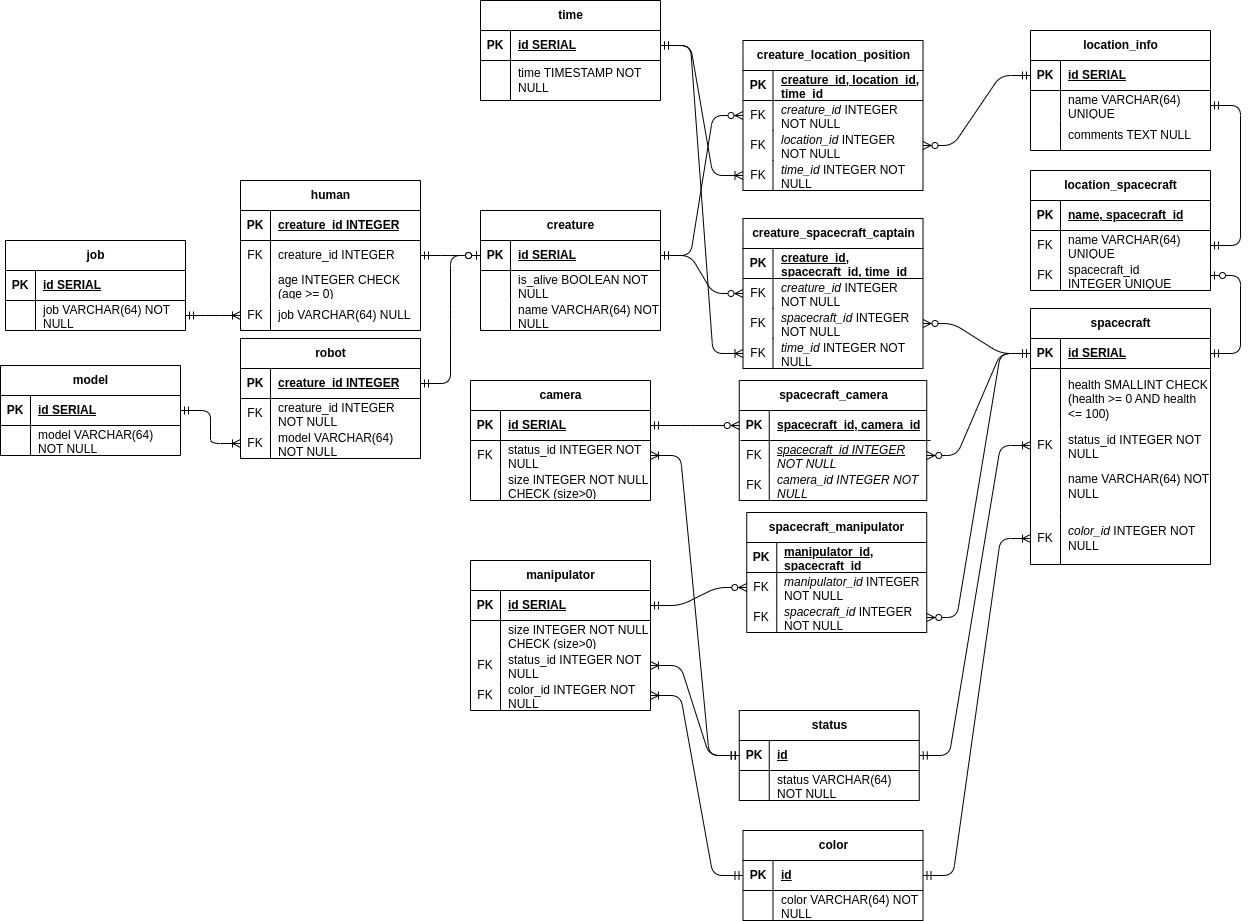 time
PK id SERIAL
time TIMESTAMP NOT
NULL
creature_location_position
PK creature_id, location_id,
time_id
FK creature_id INTEGER
NOT NULL
FK location_id INTEGER
NOT NULL
FK time_id INTEGER NOT
NULL
location_info
PK id SERIAL
name VARCHAR(64)
UNIQUE
comments TEXT NULL
location_spacecraft
PK name, spacecraft_id
FK name VARCHAR(64)
UNIQUE
FK spacecraft_id
INTEGER UNIQUE
human
PK creature_id INTEGER
FK creature_id INTEGER
age INTEGER CHECK
(age >= 0)
FK job VARCHAR(64) NULL
creature
PK id SERIAL
is_alive BOOLEAN NOT
NULL
name VARCHAR(64) NOT
NULL
creature_spacecraft_captain
PK creature_id,
spacecraft_id, time_id
FK creature_id INTEGER
NOT NULL
FK spacecraft_id INTEGER
NOT NULL
FK time_id INTEGER NOT
NULL
job
PK id SERIAL
job VARCHAR(64) NOT
NULL
spacecraft
PK id SERIAL
health SMALLINT CHECK
(health >= 0 AND health
<= 100)
FK status_id INTEGER NOT
NULL
name VARCHAR(64) NOT
NULL
FK color_id INTEGER NOT
NULL
robot
PK creature_id INTEGER
FK creature_id INTEGER
NOT NULL
FK model VARCHAR(64)
NOT NULL
model
PK id SERIAL
model VARCHAR(64)
NOT NULL
camera
PK id SERIAL
FK status_id INTEGER NOT
NULL
size INTEGER NOT NULL
CHECK (size>0)
spacecraft_camera
PK spacecraft_id, camera_id
FK spacecraft_id INTEGER
NOT NULL
FK camera_id INTEGER NOT
NULL
spacecraft_manipulator
PK manipulator_id,
spacecraft_id
FK manipulator_id INTEGER
NOT NULL
FK spacecraft_id INTEGER
NOT NULL
manipulator
PK id SERIAL
size INTEGER NOT NULL
CHECK (size>0)
FK status_id INTEGER NOT
NULL
FK color_id INTEGER NOT
NULL
status
PK id
status VARCHAR(64)
NOT NULL
color
PK id
color VARCHAR(64) NOT
NULL